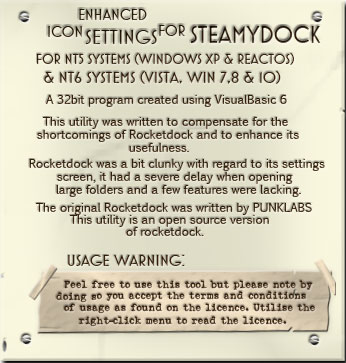 ENHANCED
ICON SETTINGS FOR STEAMYDOCK
FOR NT5 SYSTEMS (WINDOWS XP & REACTOS)
& NT6 SYSTEMS (VISTA, WIN 7,8 & 10)
A 32bit program created using VisualBasic 6
This utility was written to compensate for the
shortcomings of Rocketdock and to enhance its
usefulness.
Rocketdock was a bit clunky with regard to its settings
screen, it had a severe delay when opening
large folders and a few features were lacking.
The original Rocketdock was written by PUNKLABS
This utility is an open source version
of rocketdock.
USAGE WARNING:
Feel free to use this tool but please note by
doing so you accept the terms and conditions
of usage as found on the licence. Utilise the
right-click menu to read the licence.